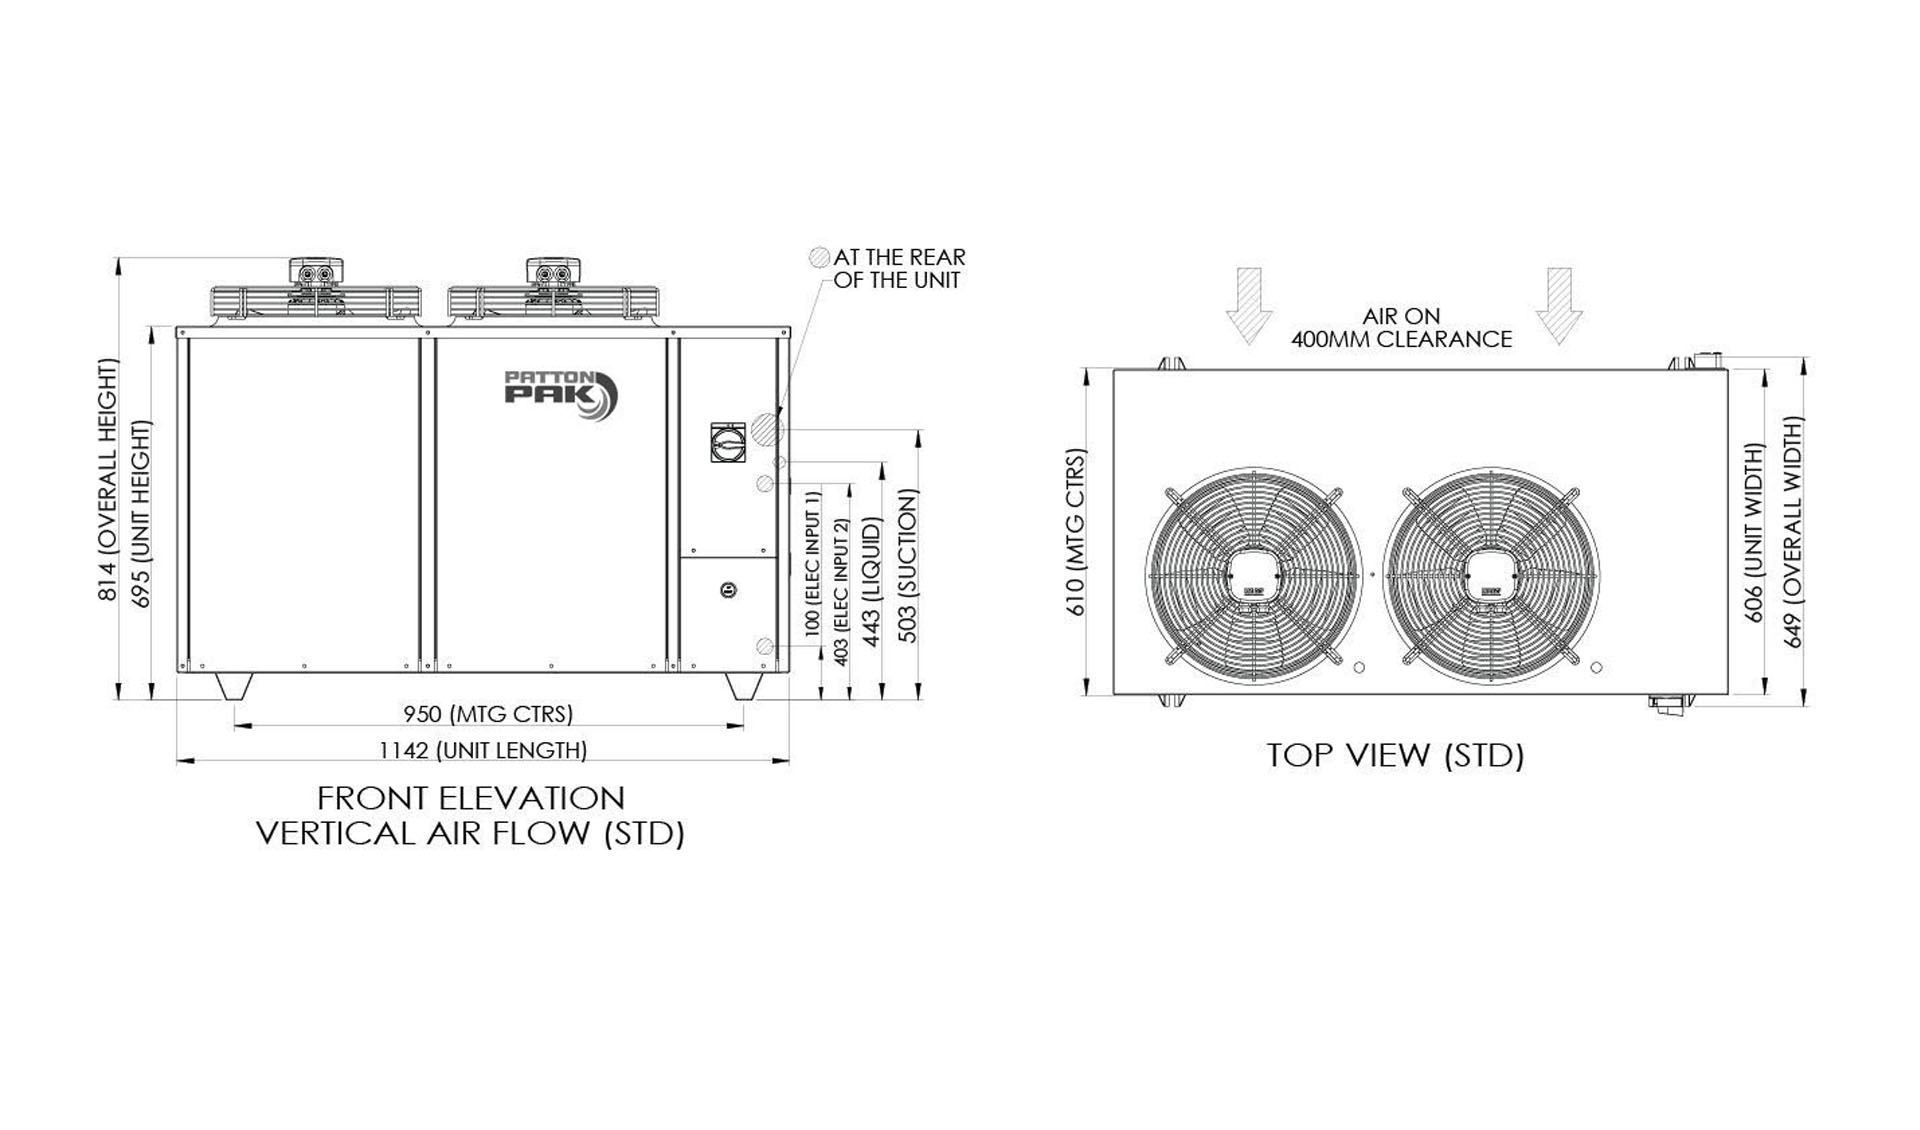 AT THE REAR
OF THE UNIT
814 (OVERALL HEIGHT)
695 (UNIT HEIGHT)
PATTON
PAK
100 (ELEC INPUT 1)
403 (ELEC INPUT 2)
443 (LIQUID)
503 (SUCTION)
950 (MTG CTRS)
1142 (UNIT LENGTH)
FRONT ELEVATION
VERTICAL AIR FLOW (STD)
AIR ON
400MM CLEARANCE
610 (MTG CTRS)
606 (UNIT WIDTH)
649 (OVERALL WIDTH)
TOP VIEW (STD)